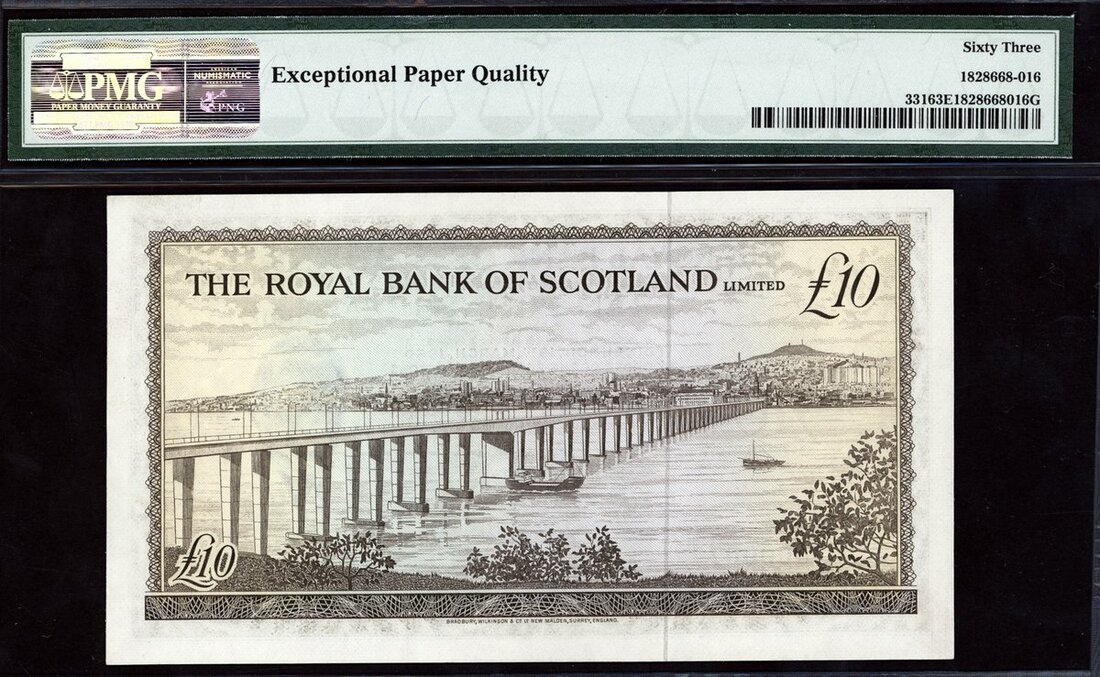 PMG
PAPER MONEY GUARANTY
NUMISMATIC
PNG
Exceptional Paper Quality
Sixty Three
1828668-016
33163E1828668016G
THE ROYAL BANK OF SCOTLAND LIMITED
£10
£10
BRADBURY, WILKINSON & Co. Ld. NEW MALDEN, SURREY, ENGLAND.